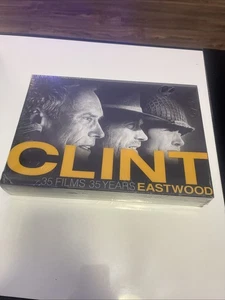 CLINT
35 FILMS 35 YEARS EASTWOOD